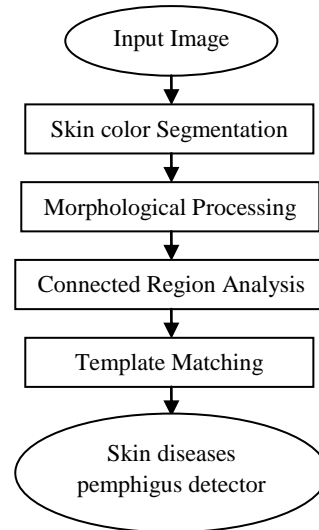 Input Image
Skin color Segmentation
Morphological Processing
Connected Region Analysis
Template Matching
Skin diseases
pemphigus detector